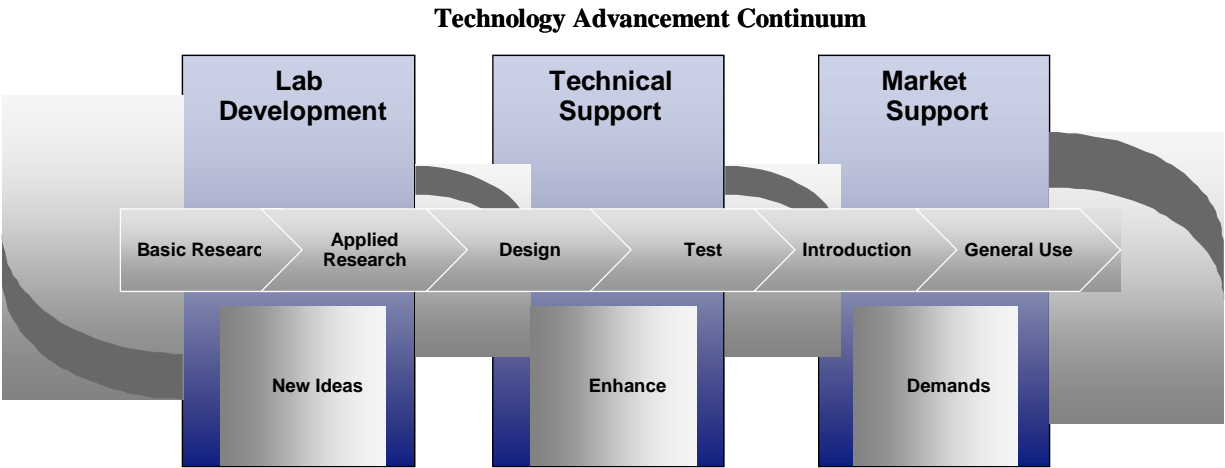 Technology Advancement Continuum
Lab
Development
Technical
Support
Market
Support
Basic Researc
Applied
Research
Design
Test
Introduction
General Use
New Ideas
Enhance
Demands